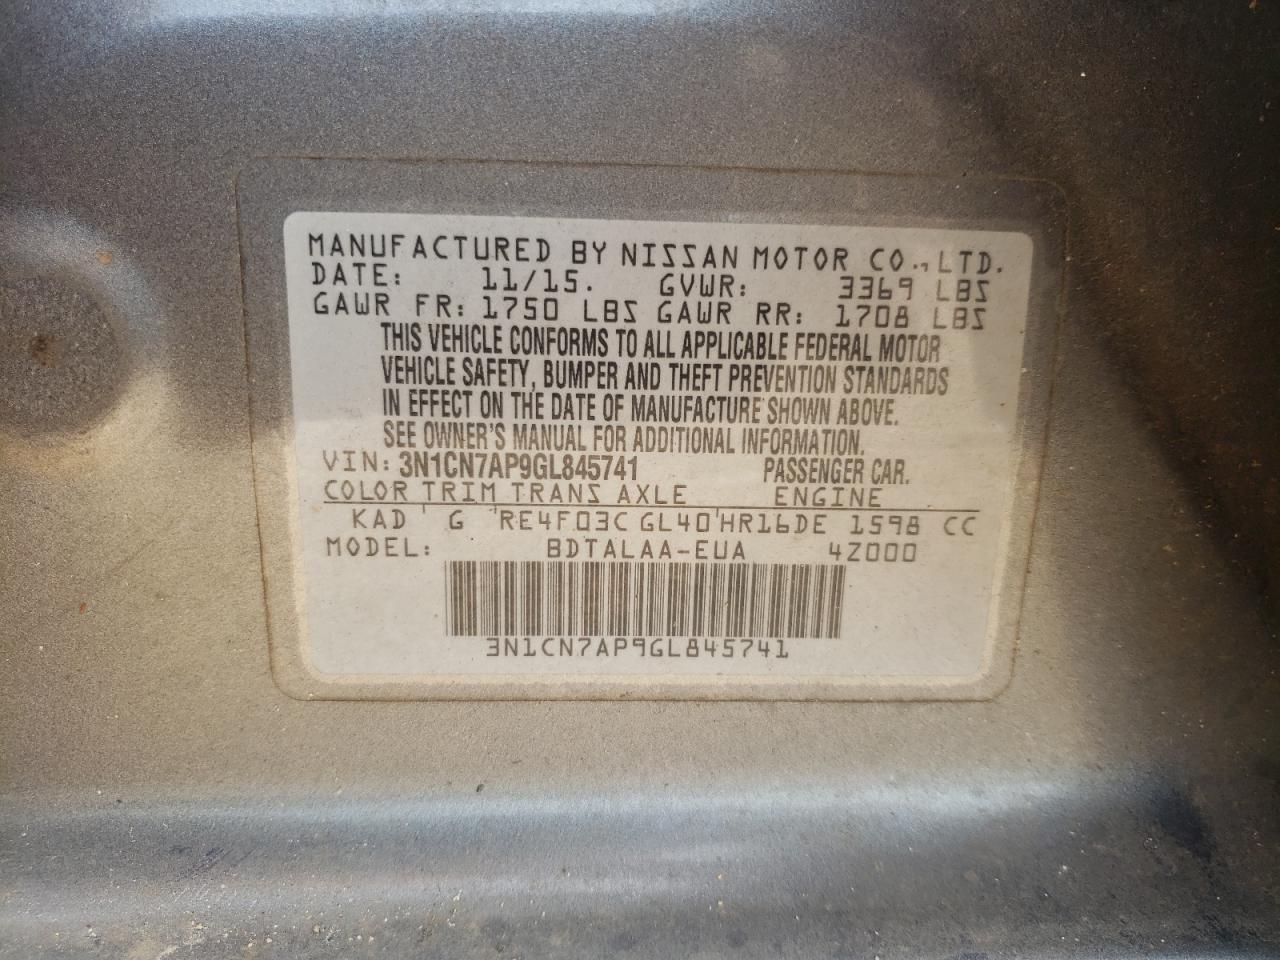 MANUFACTURED BY NISSAN MOTOR CO., LTD.
DATE: 11/15. GVWR: 3369 LBS
GAWR FR: 1750 LBS GAWR RR: 1708 LBS
THIS VEHICLE CONFORMS TO ALL APPLICABLE FEDERAL MOTOR
VEHICLE SAFETY, BUMPER AND THEFT PREVENTION STANDARDS
IN EFFECT ON THE DATE OF MANUFACTURE SHOWN ABOVE.
SEE OWNER'S MANUAL FOR ADDITIONAL INFORMATION.
VIN: 3N1CN7AP9GL845741 PASSENGER CAR.
COLOR TRIM TRANS AXLE ENGINE
KAD ' G 'RE4F03C GL40'HR16DE 1598 CC
MODEL: BDTALAA-EUA 4Z000
3N1CN7AP9GL845741